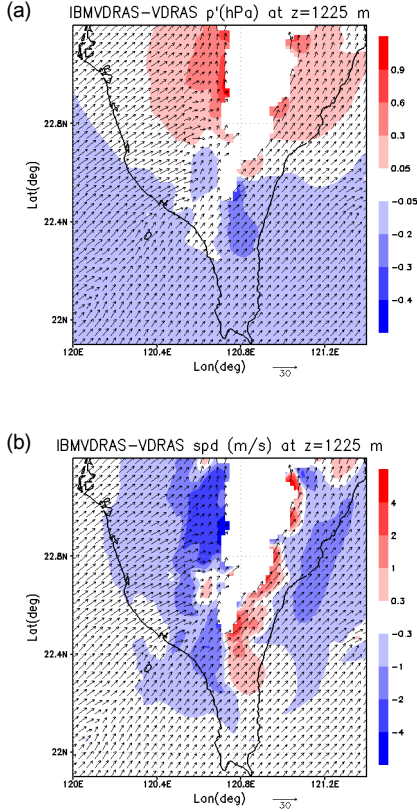 (a)
IBMVDRAS−VDRAS p'(hPa) at z=1225 m
Lat(deg)
22.8N
22.4N
22N
120E
120.4E
120.8E
121.2E
Lon(deg)
30
0.9
0.6
0.3
0.05
−0.05
−0.2
−0.3
−0.4
(b)
IBMVDRAS−VDRAS spd (m/s) at z=1225 m
Lat(deg)
22.8N
22.4N
22N
120E
120.4E
120.8E
121.2E
Lon(deg)
30
4
2
1
0.3
−0.3
−1
−2
−4